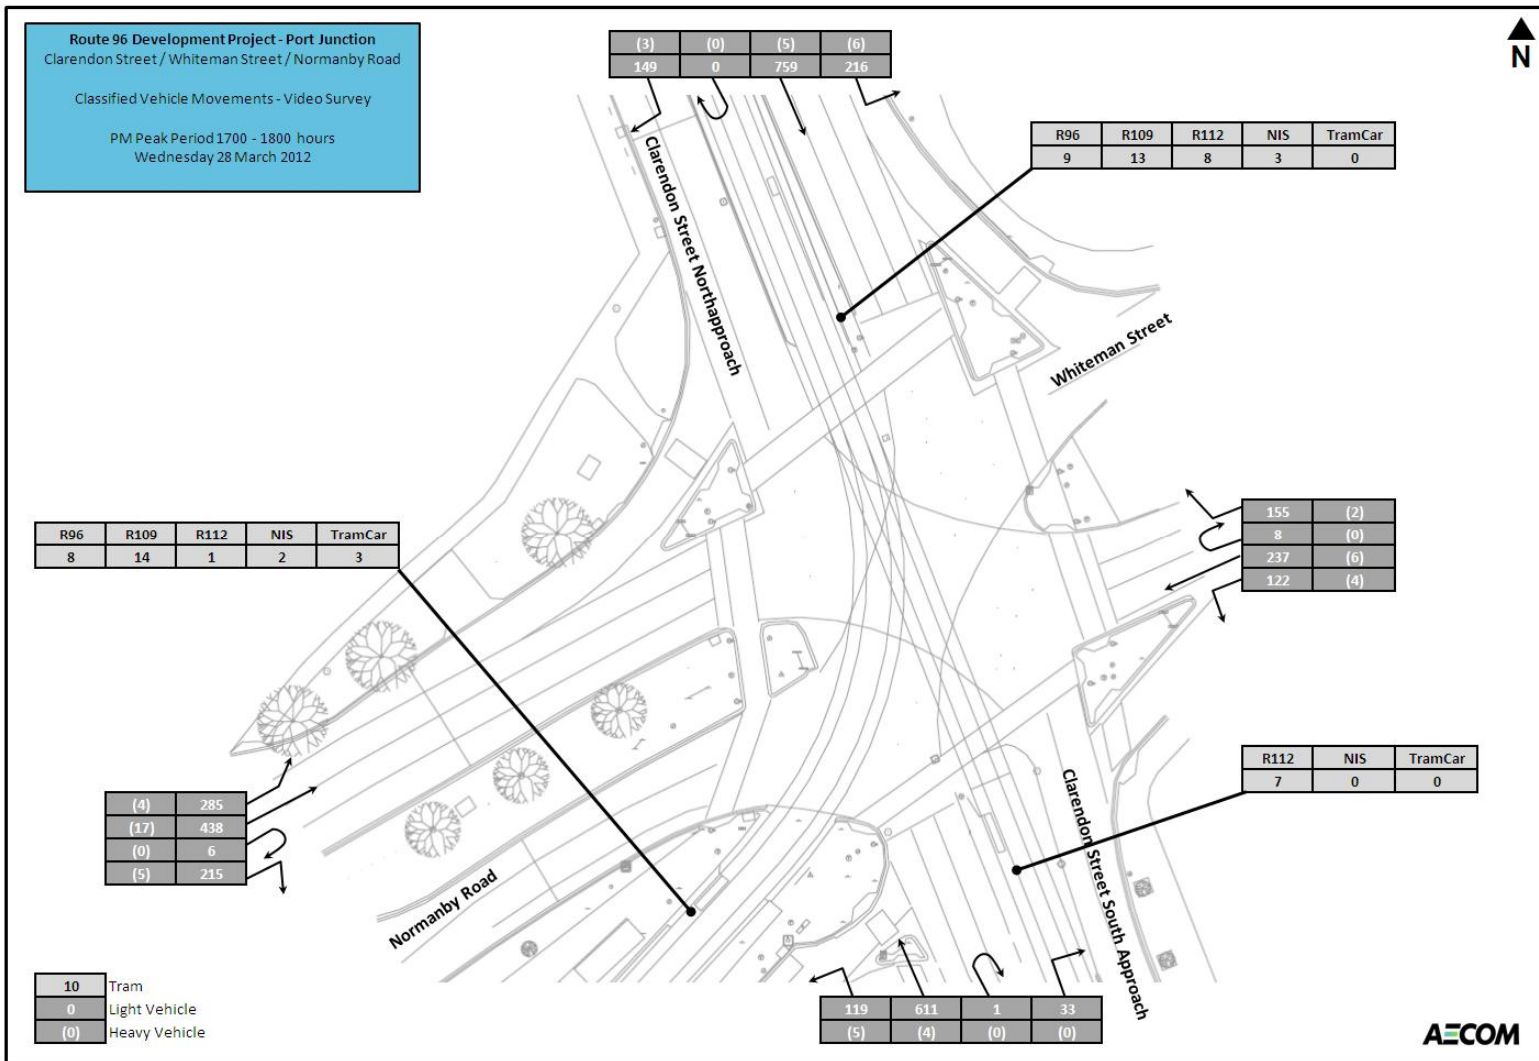 Route 96 Development Project - Port Junction
Clarendon Street / Whiteman Street / Normanby Road
Classified Vehicle Movements - Video Survey
PM Peak Period 1700 - 1800 hours
Wednesday 28 March 2012
(3) (0) (5) (6)
149 0 759 216
N
R96 R109 R112 NIS TramCar
9 13 8 3 0
Clarendon Street Northapproach
Whiteman Street
155 (2)
8 (0)
237 (6)
122 (4)
R96 R109 R112 NIS TramCar
8 14 1 2 3
R112 NIS TramCar
7 0 0
(4) 285
(17) 438
(0) 6
(5) 215
Normanby Road
Clarendon Street South Approach
119 611 1 33
(5) (4) (0) (0)
10 Tram
0 Light Vehicle
(0) Heavy Vehicle
AECOM